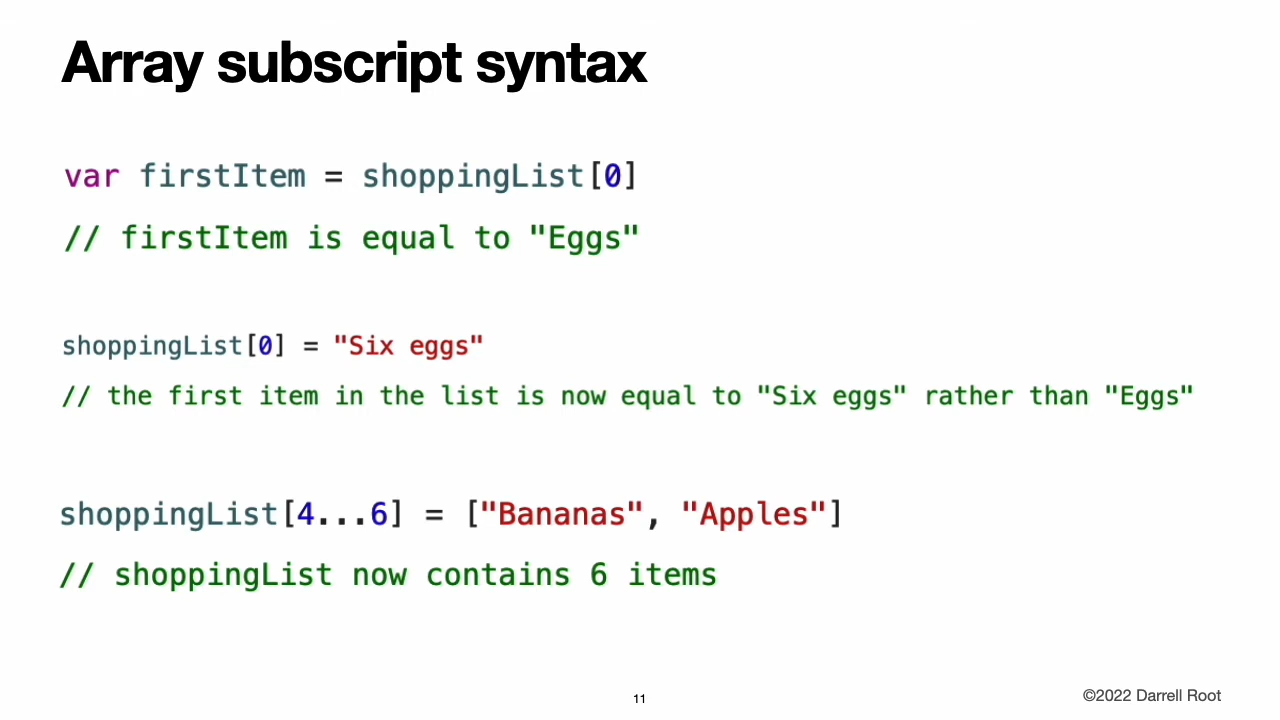 Array subscript syntax
var firstItem = shoppingList[0]
// firstItem is equal to "Eggs"
shoppingList[0] = "Six eggs"
// the first item in the list is now equal to "Six eggs" rather than "Eggs"
shoppingList[4...6] = ["Bananas", "Apples"]
// shoppingList now contains 6 items
11
©2022 Darrell Root